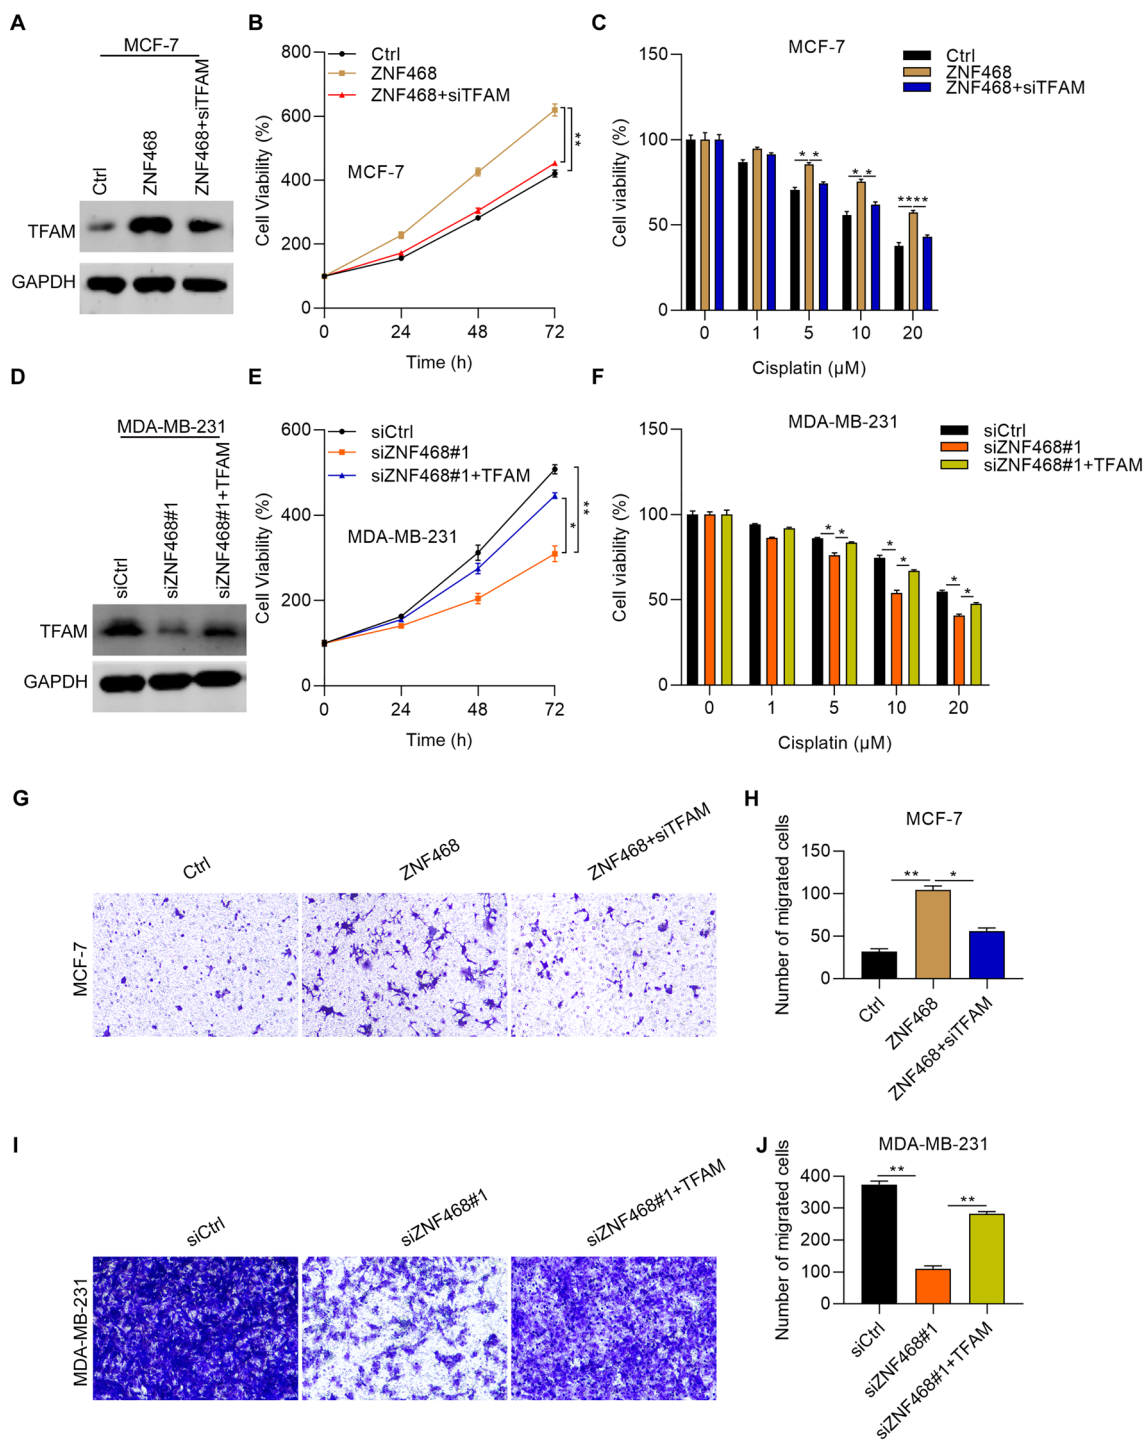 A
MCF-7
Ctrl
ZNF468
ZNF468+siTFAM
TFAM
GAPDH
B
Cell Viability (%)
800
600
400
200
0
Ctrl
ZNF468
ZNF468+siTFAM
MCF-7
**
0 24 48 72
Time (h)
C
MCF-7
Cell viability (%)
150
100
50
0
Ctrl
ZNF468
ZNF468+siTFAM
* *
* *
** **
0 1 5 10 20
Cisplatin (μM)
D
MDA-MB-231
siCtrl
siZNF468#1
siZNF468#1+TFAM
TFAM
GAPDH
E
Cell Viability (%)
600
400
200
0
siCtrl
siZNF468#1
siZNF468#1+TFAM
MDA-MB-231
*
**
0 24 48 72
Time (h)
F
MDA-MB-231
Cell viability (%)
150
100
50
0
siCtrl
siZNF468#1
siZNF468#1+TFAM
* *
* *
* *
0 1 5 10 20
Cisplatin (μM)
G
Ctrl
ZNF468
ZNF468+siTFAM
MCF-7
H
MCF-7
Number of migrated cells
150
100
50
0
** *
Ctrl
ZNF468
ZNF468+siTFAM
I
siCtrl
siZNF468#1
siZNF468#1+TFAM
MDA-MB-231
J
MDA-MB-231
Number of migrated cells
400
300
200
100
0
**
**
siCtrl
siZNF468#1
siZNF468#1+TFAM